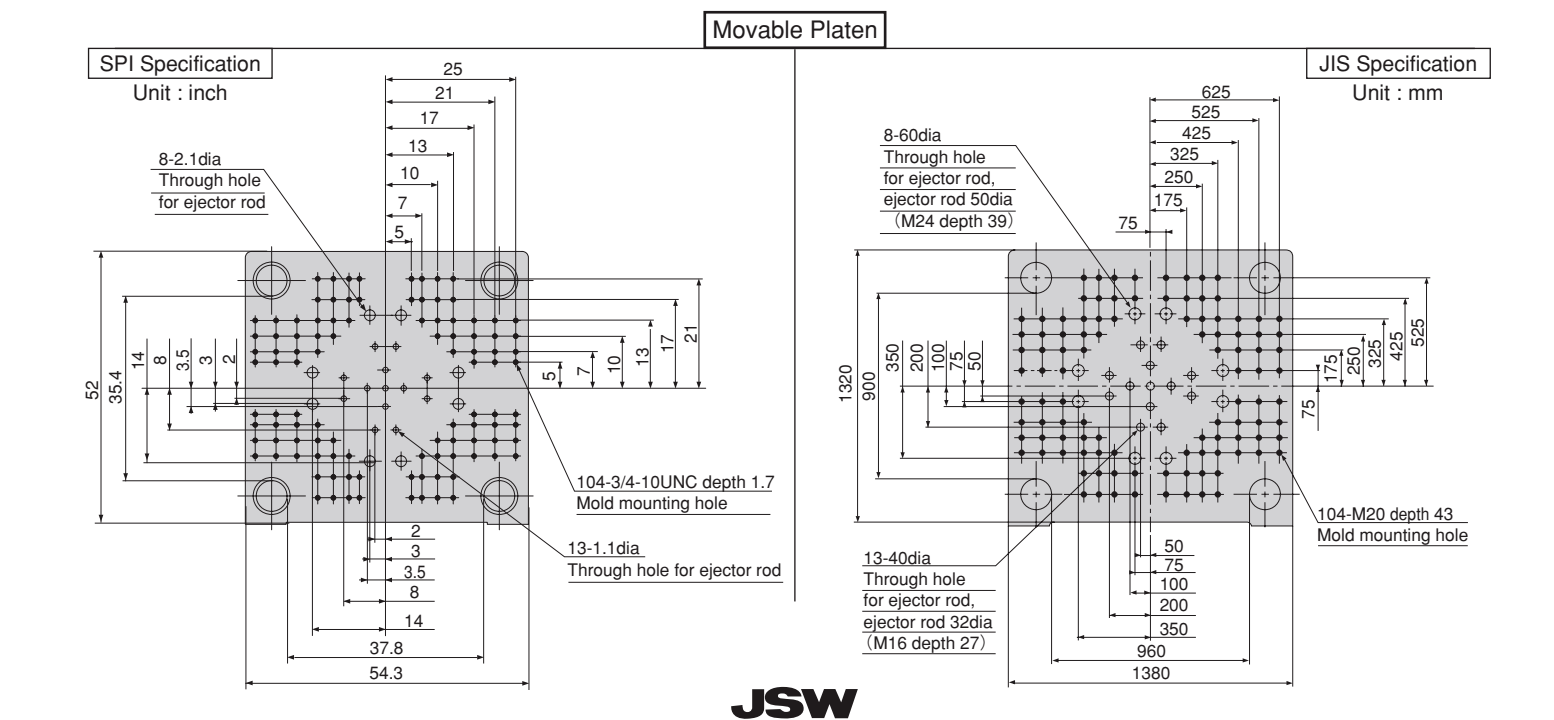 Movable Platen
SPI Specification
Unit : inch
25
21
17
13
10
7
5
8-2.1dia
Through hole
for ejector rod
52
35.4
14
8
3.5
3
2
5
7
10
13
17
21
104-3/4-10UNC depth 1.7
Mold mounting hole
13-1.1dia
Through hole for ejector rod
2
3
3.5
8
14
37.8
54.3
JIS Specification
Unit : mm
625
525
425
325
250
175
75
8-60dia
Through hole
for ejector rod,
ejector rod 50dia
(M24 depth 39)
1320
900
350
200
100
75
50
75
175
250
325
425
525
104-M20 depth 43
Mold mounting hole
13-40dia
Through hole
for ejector rod,
ejector rod 32dia
(M16 depth 27)
50
75
100
200
350
960
1380
JSW